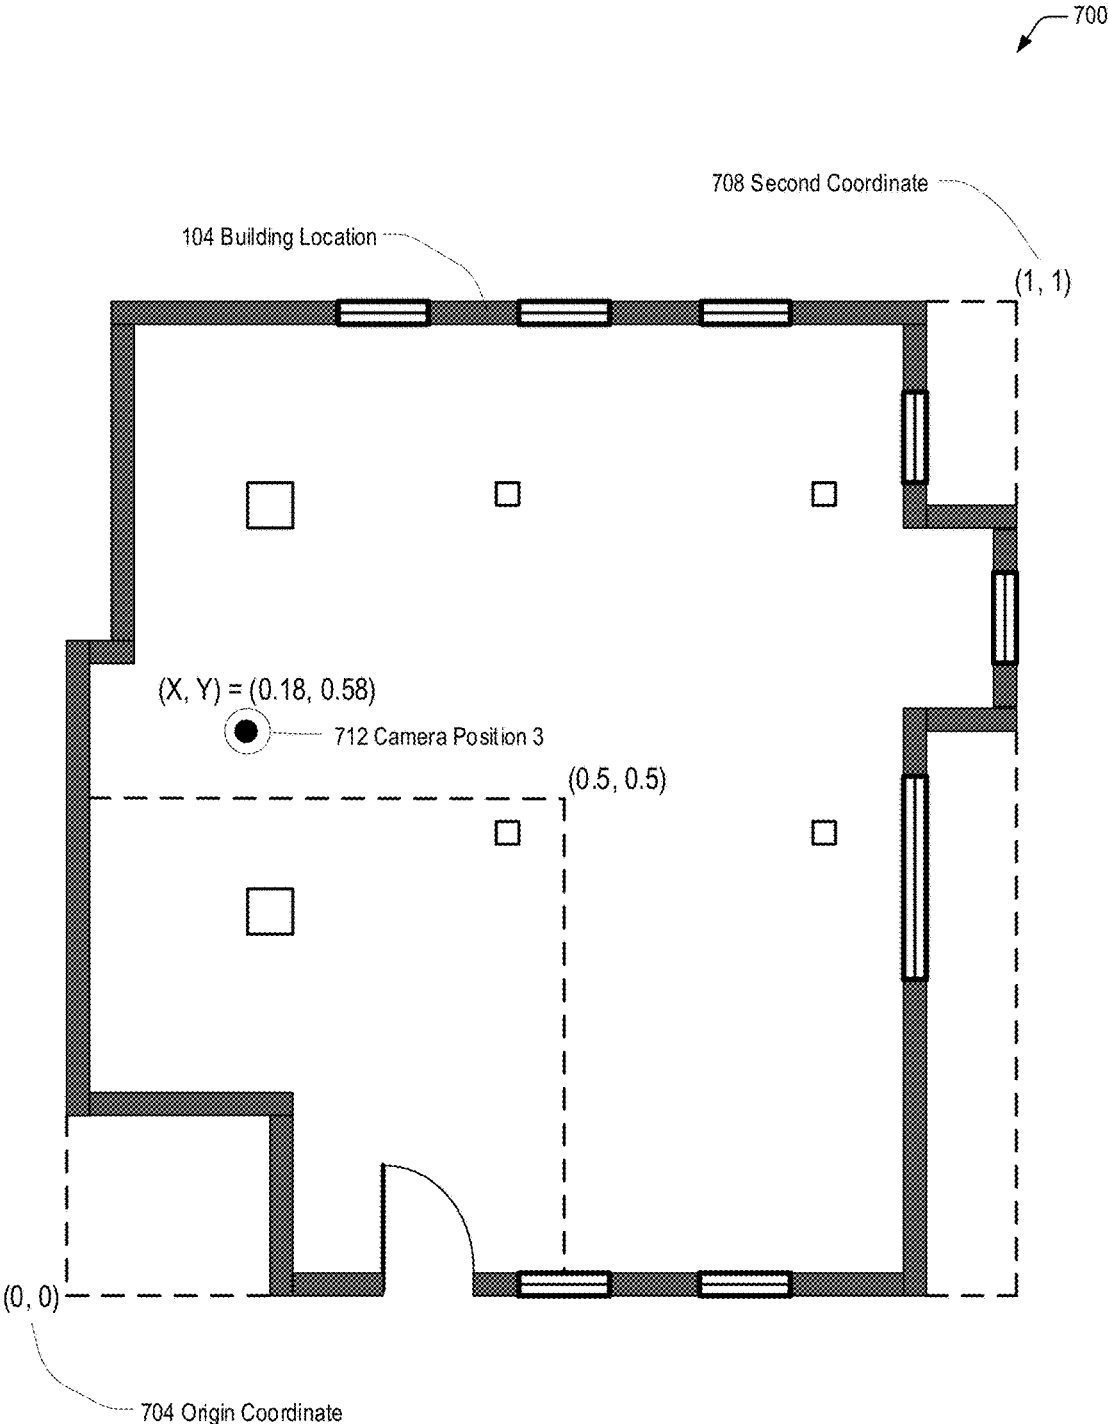 700
708 Second Coordinate
104 Building Location
(1, 1)
(X, Y) = (0.18, 0.58)
712 Camera Position 3
(0.5, 0.5)
(0, 0)
704 Origin Coordinate